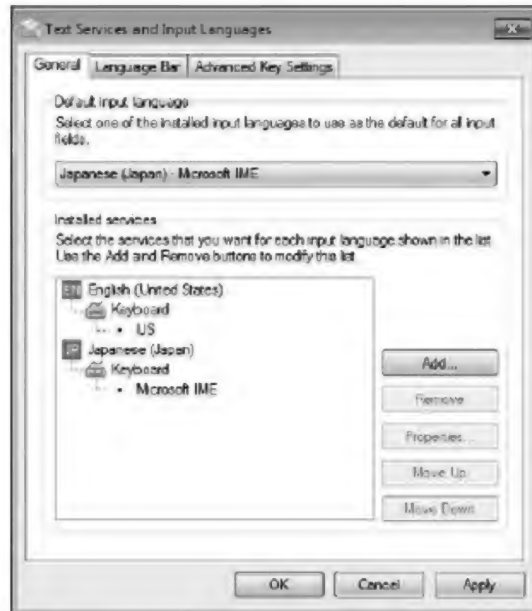 Text Services and Input Languages
General
Language Bar
Advanced Key Settings
Default input language
Select one of the installed input languages to use as the default for all input
fields.
Japanese (Japan) - Microsoft IME
Installed services
Select the services that you want for each input language shown in the list.
Use the Add and Remove buttons to modify this list.
EN English (United States)
Keyboard
• US
JP Japanese (Japan)
Keyboard
• Microsoft IME
Add...
Remove
Properties...
Move Up
Move Down
OK
Cancel
Apply